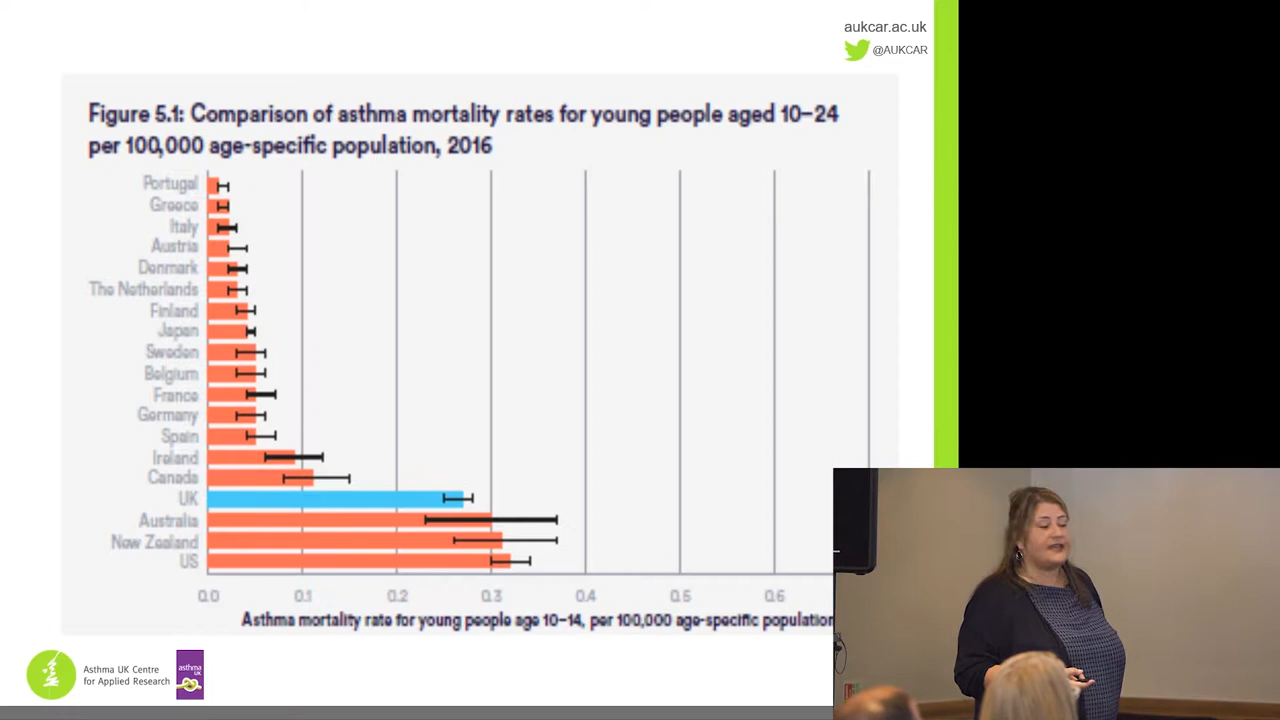 aukcar.ac.uk
@AUKCAR
Figure 5.1: Comparison of asthma mortality rates for young people aged 10–24
per 100,000 age-specific population, 2016
Portugal
Greece
Italy
Austria
Denmark
The Netherlands
Finland
Japan
Sweden
Belgium
France
Germany
Spain
Ireland
Canada
UK
Australia
New Zealand
US
0.0 0.1 0.2 0.3 0.4 0.5 0.6
Asthma mortality rate for young people age 10–14, per 100,000 age-specific population
Asthma UK Centre
for Applied Research
asthma
UK